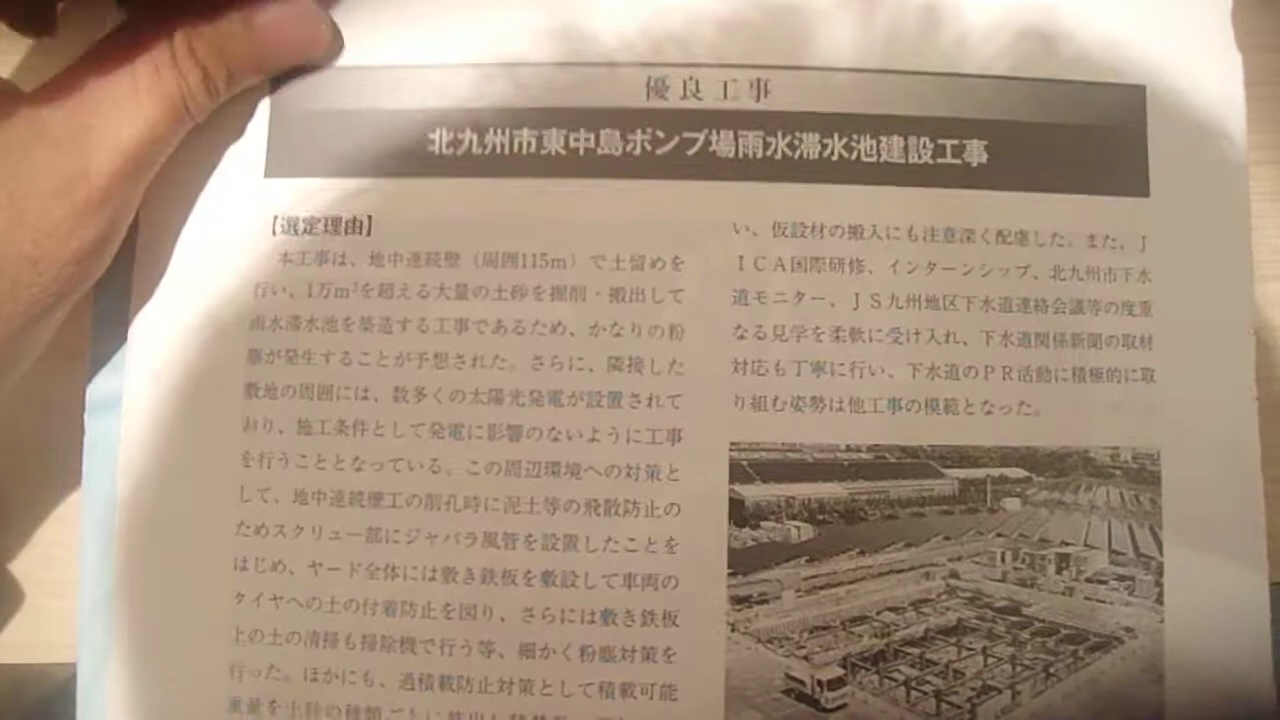 優良工事
北九州市東中島ポンプ場雨水滞水池建設工事
【選定理由】
本工事は、地中連続壁（周囲115m）で土留めを
行い、1万m³を超える大量の土砂を掘削・搬出して
雨水滞水池を築造する工事であるため、かなりの粉
塵が発生することが予想された。さらに、隣接した
敷地の周囲には、数多くの太陽光発電が設置されて
おり、施工条件として発電に影響のないように工事
を行うこととなっている。この周辺環境への対策と
して、地中連続壁工の削孔時に泥土等の飛散防止の
ためスクリュー部にジャバラ風管を設置したことを
はじめ、ヤード全体には敷き鉄板を敷設して車両の
タイヤへの土の付着防止を図り、さらには敷き鉄板
上の土の清掃も掃除機で行う等、細かく粉塵対策を
行った。ほかにも、過積載防止対策として積載可能
重量を土砂の種類ごとに
い、仮設材の搬入にも注意深く配慮した。また、Ｊ
ＩＣＡ国際研修、インターンシップ、北九州市下水
道モニター、ＪＳ九州地区下水道連絡会議等の度重
なる見学を柔軟に受け入れ、下水道関係新聞の取材
対応も丁寧に行い、下水道のＰＲ活動に積極的に取
り組む姿勢は他工事の模範となった。